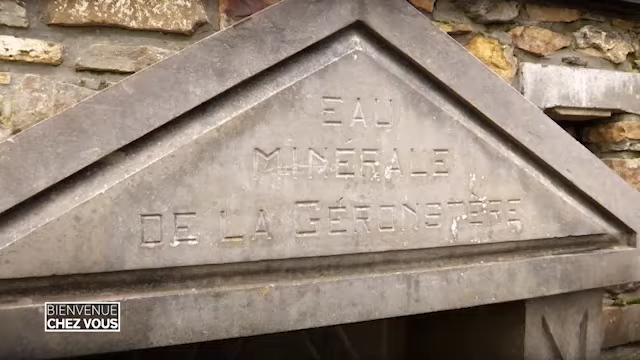 EAU
MINÉRALE
DE LA GÉRONSTÈRE
BIENVENUE
CHEZ VOUS